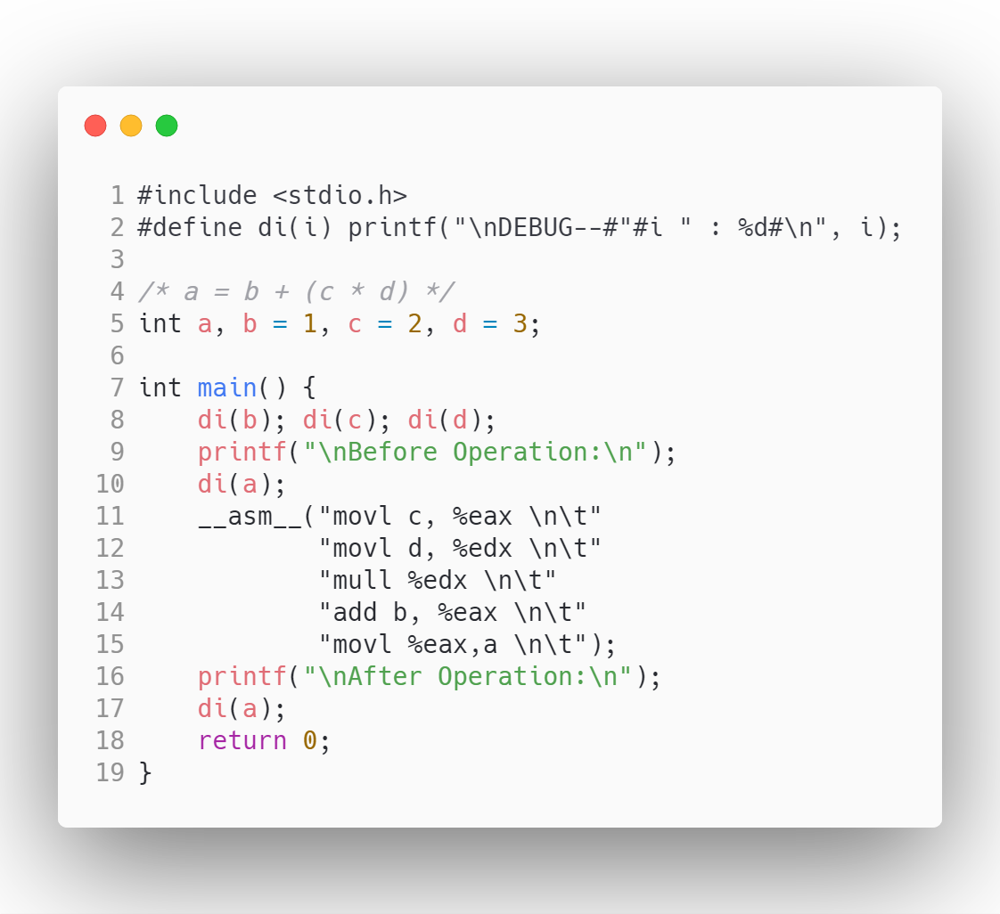 1 #include <stdio.h>
2 #define di(i) printf("\nDEBUG--#"#i " : %d#\n", i);
3
4 /* a = b + (c * d) */
5 int a, b = 1, c = 2, d = 3;
6
7 int main() {
8     di(b); di(c); di(d);
9     printf("\nBefore Operation:\n");
10     di(a);
11     __asm__("movl c, %eax \n\t"
12             "movl d, %edx \n\t"
13             "mull %edx \n\t"
14             "add b, %eax \n\t"
15             "movl %eax,a \n\t");
16     printf("\nAfter Operation:\n");
17     di(a);
18     return 0;
19 }